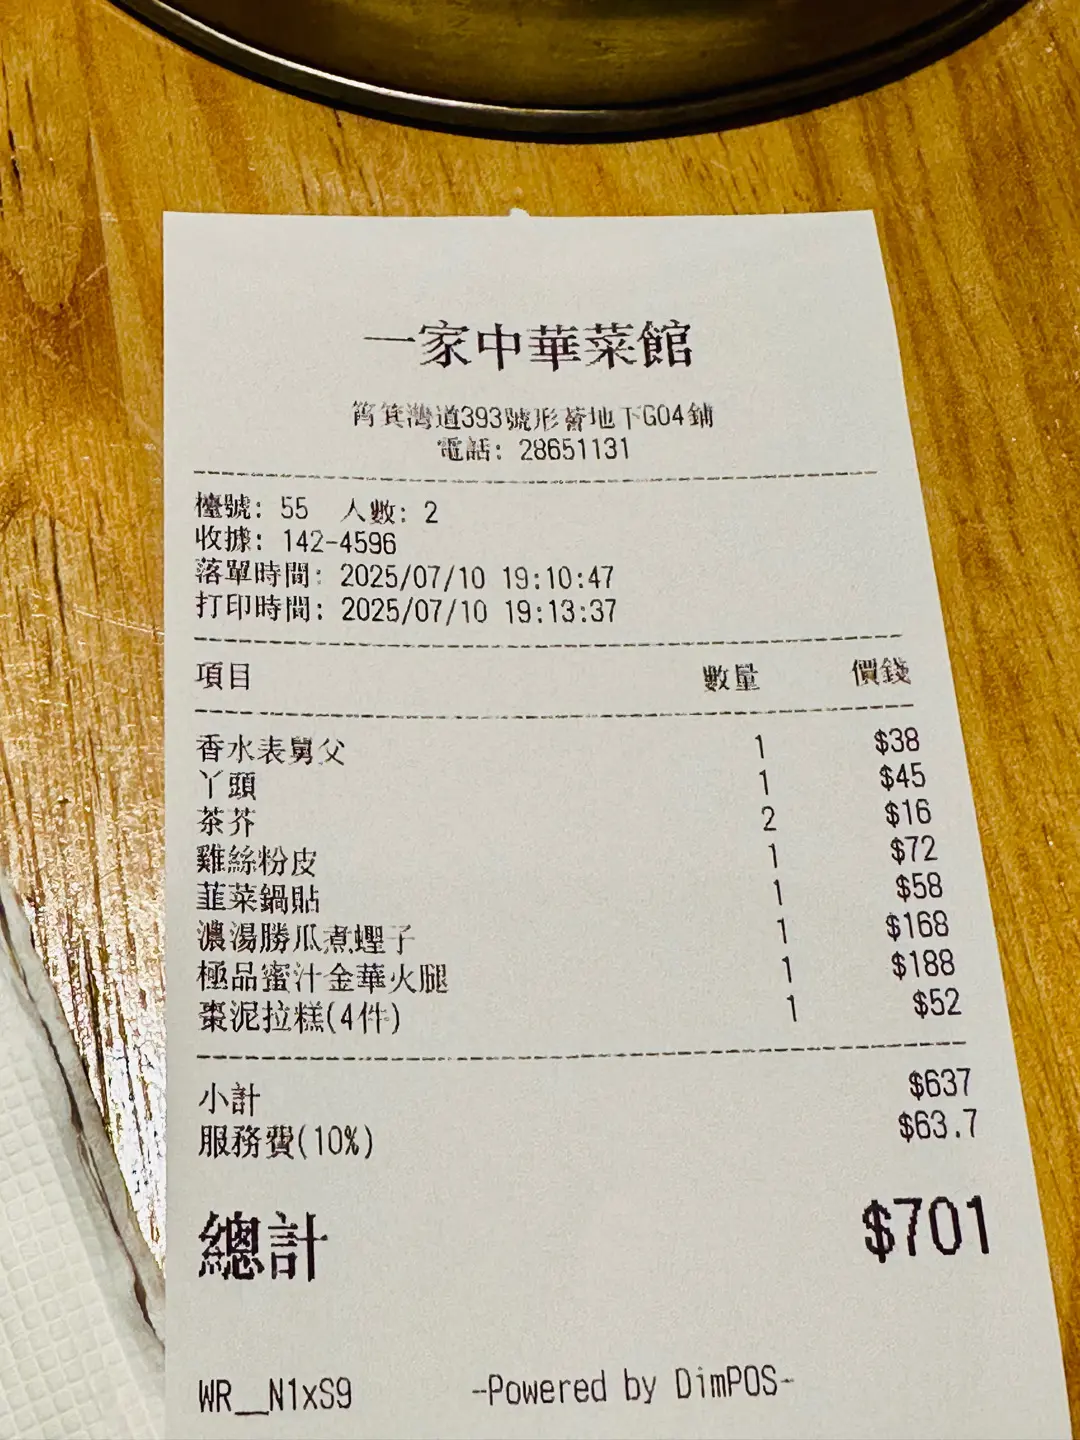 一家中華菜館
筲箕灣道393號形薈地下G04鋪
電話: 28651131
檯號: 55 人數: 2
收據: 142-4596
落單時間: 2025/07/10 19:10:47
打印時間: 2025/07/10 19:13:37
項目 數量 價錢
香水表舅父 1 $38
丫頭 1 $45
茶芥 2 $16
雞絲粉皮 1 $72
韮菜鍋貼 1 $58
濃湯勝瓜煮蟶子 1 $168
極品蜜汁金華火腿 1 $188
棗泥拉糕(4件) 1 $52
小計 $637
服務費(10%) $63.7
總計 $701
WR__N1xS9 -Powered by DimPOS-